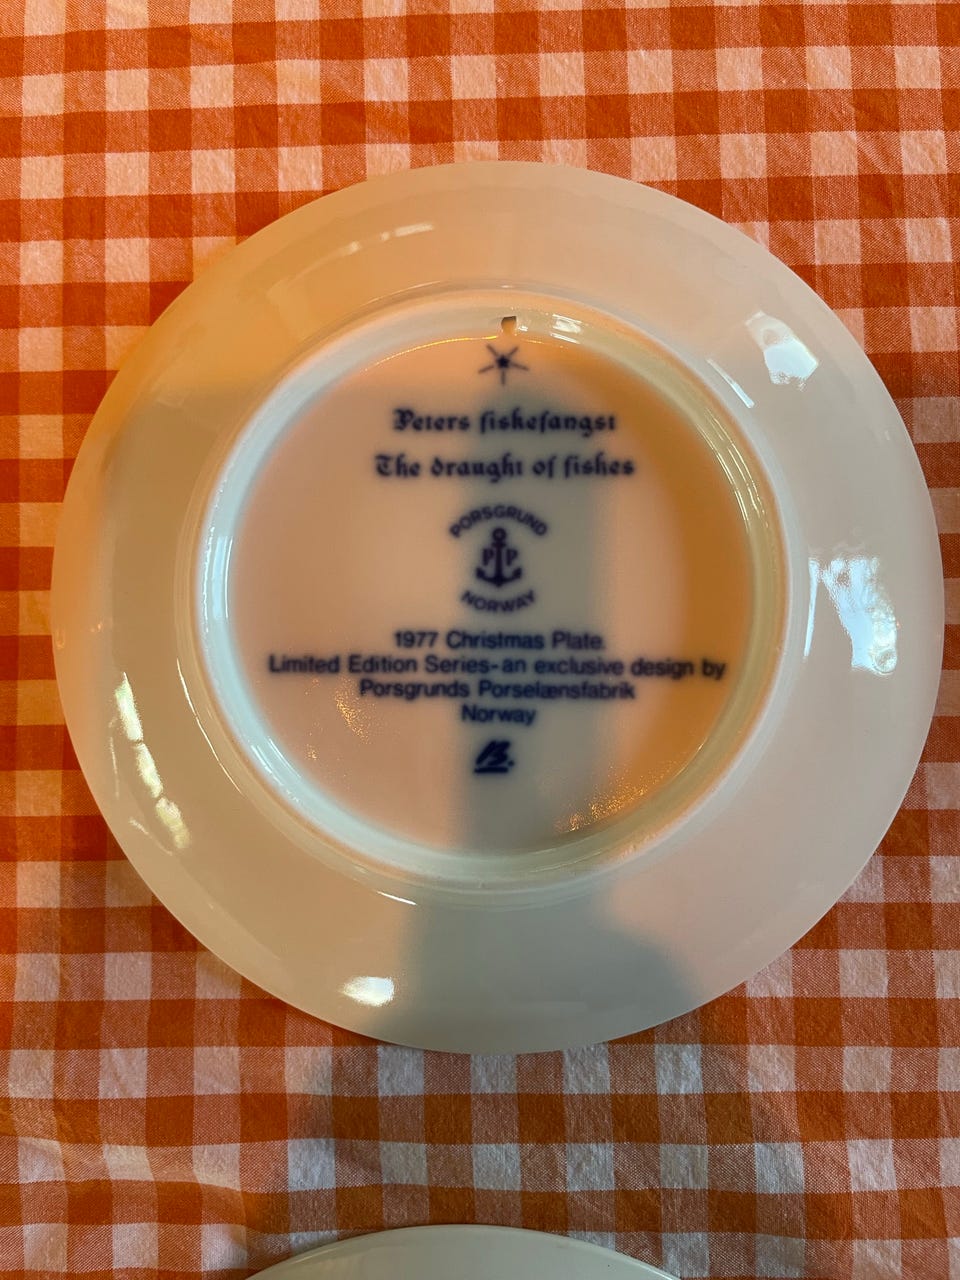 Peters fiskefangst
The draught of fishes
PORSGRUND
PP
NORWAY
1977 Christmas Plate.
Limited Edition Series-an exclusive design by
Porsgrunds Porselænsfabrik
Norway